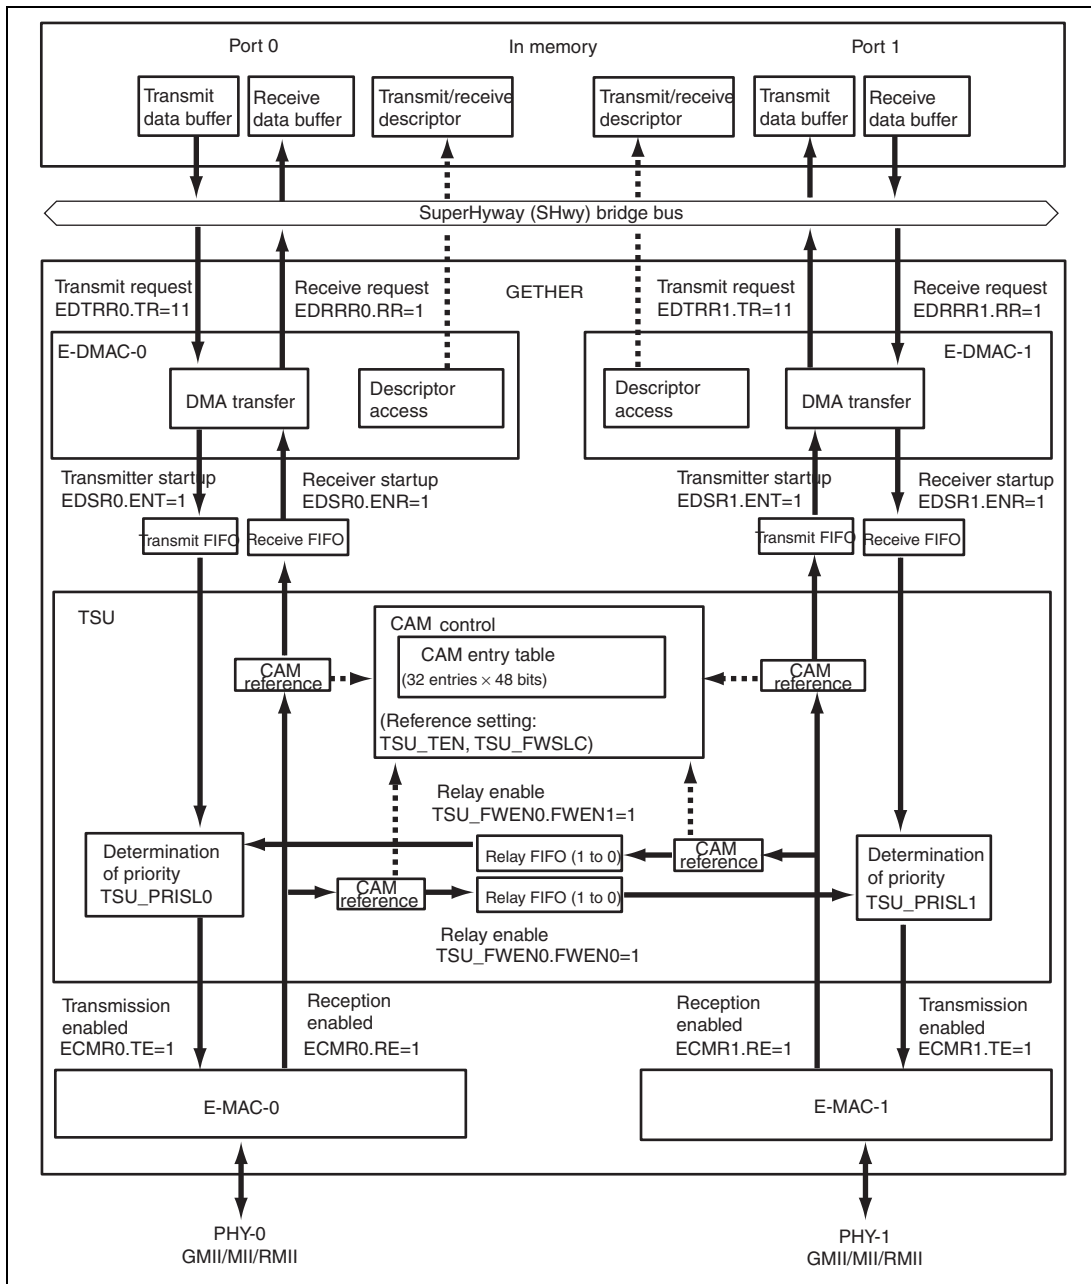 Port 0
In memory
Port 1
Transmit
data buffer
Receive
data buffer
Transmit/receive
descriptor
Transmit/receive
descriptor
Transmit
data buffer
Receive
data buffer
SuperHyway (SHwy) bridge bus
Transmit request
EDTRR0.TR=11
Receive request
EDRRR0.RR=1
GETHER
Transmit request
EDTRR1.TR=11
Receive request
EDRRR1.RR=1
E-DMAC-0
E-DMAC-1
DMA transfer
Descriptor
access
Descriptor
access
DMA transfer
Transmitter startup
EDSR0.ENT=1
Receiver startup
EDSR0.ENR=1
Transmitter startup
EDSR1.ENT=1
Receiver startup
EDSR1.ENR=1
Transmit FIFO
Receive FIFO
Transmit FIFO
Receive FIFO
TSU
CAM control
CAM entry table
(32 entries × 48 bits)
CAM
reference
CAM
reference
(Reference setting:
TSU_TEN, TSU_FWSLC)
Relay enable
TSU_FWEN0.FWEN1=1
Determination
of priority
TSU_PRISL0
Relay FIFO (1 to 0)
CAM
reference
Determination
of priority
TSU_PRISL1
CAM
reference
Relay FIFO (1 to 0)
Relay enable
TSU_FWEN0.FWEN0=1
Transmission
enabled
ECMR0.TE=1
Reception
enabled
ECMR0.RE=1
Reception
enabled
ECMR1.RE=1
Transmission
enabled
ECMR1.TE=1
E-MAC-0
E-MAC-1
PHY-0
GMII/MII/RMII
PHY-1
GMII/MII/RMII